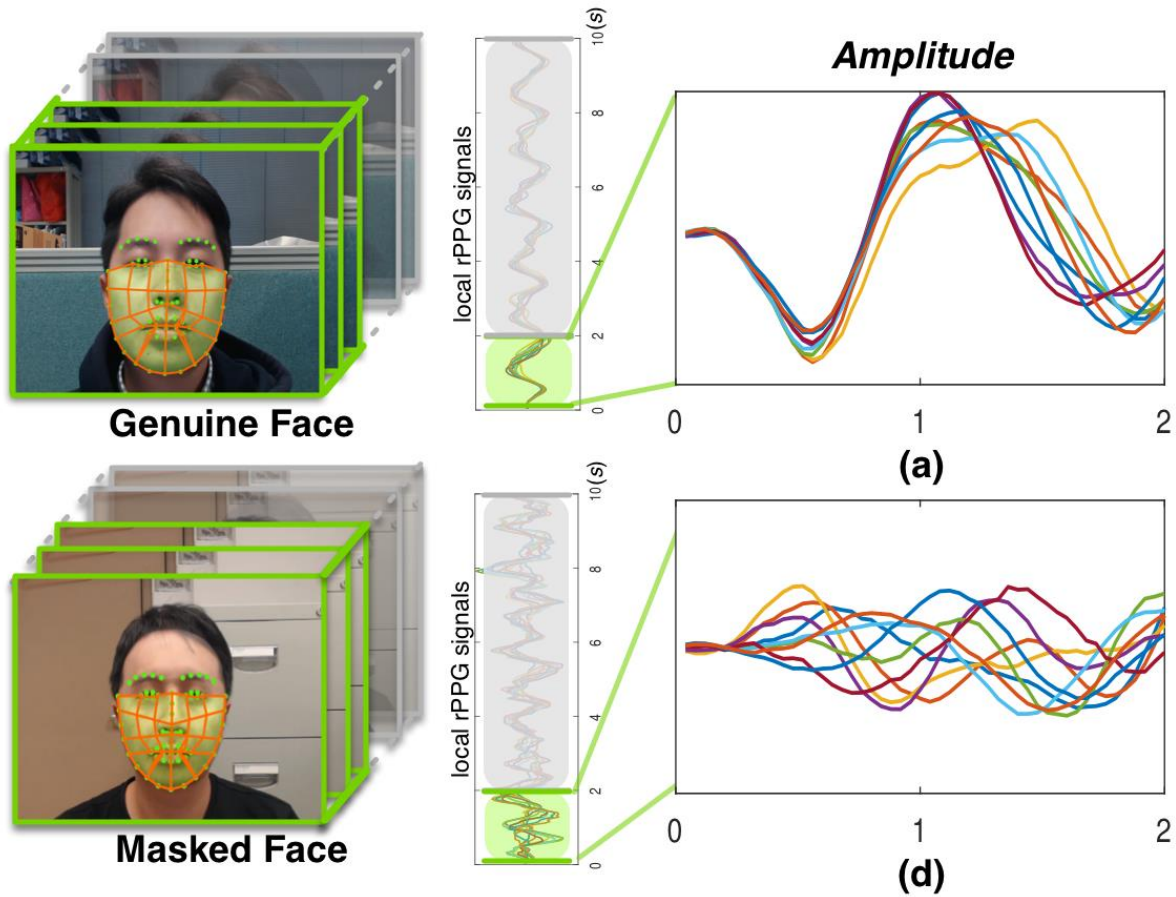 Amplitude
local rPPG signals
0
2
4
6
8
10(s)
Genuine Face
0
1
2
(a)
local rPPG signals
0
2
4
6
8
10(s)
Masked Face
0
1
2
(d)